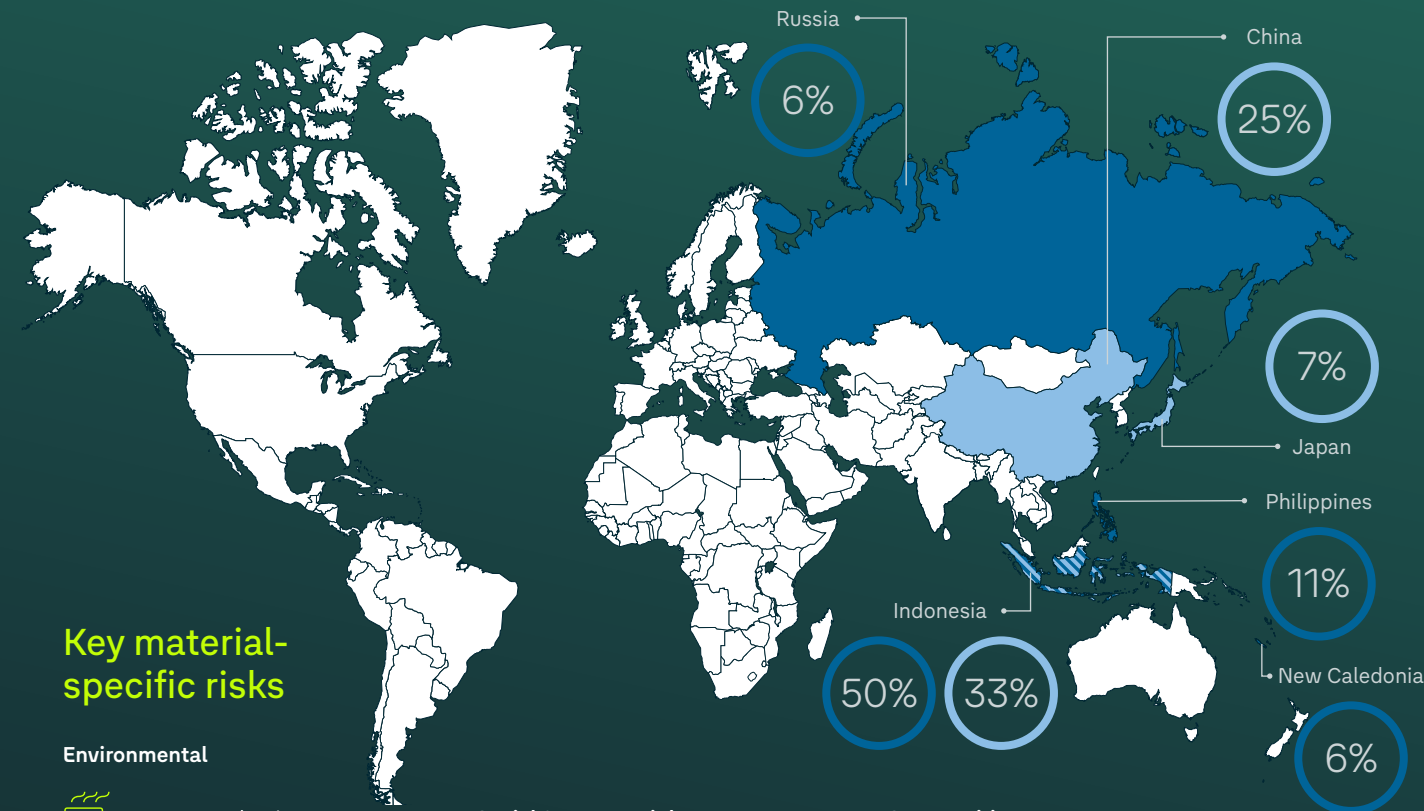 Russia
6%
China
25%
7%
Japan
Philippines
11%
Indonesia
50%
33%
New Caledonia
6%
Key material-
specific risks
Environmental